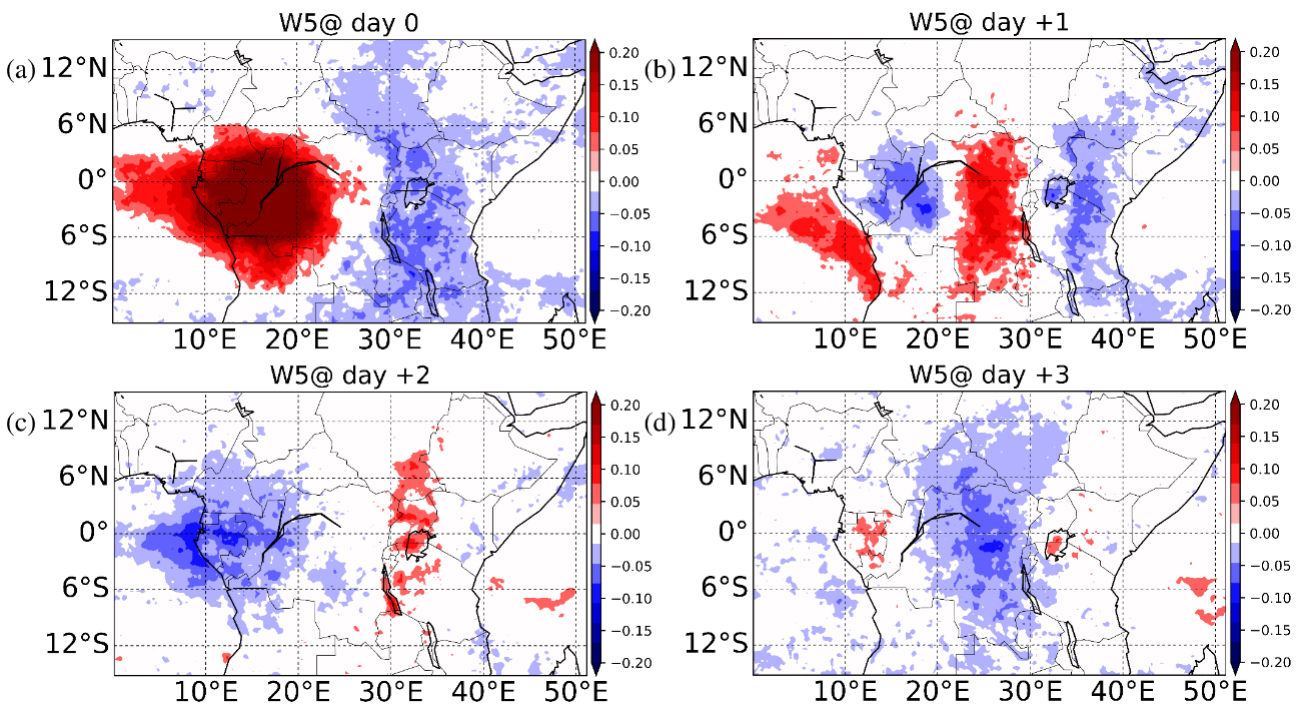 W5@ day 0
(a)
12°N
6°N
0°
6°S
12°S
10°E 20°E 30°E 40°E 50°E
0.20
0.15
0.10
0.05
0.00
−0.05
−0.10
−0.15
−0.20
W5@ day +1
(b)
12°N
6°N
0°
6°S
12°S
10°E 20°E 30°E 40°E 50°E
0.20
0.15
0.10
0.05
0.00
−0.05
−0.10
−0.15
−0.20
W5@ day +2
(c)
12°N
6°N
0°
6°S
12°S
10°E 20°E 30°E 40°E 50°E
0.20
0.15
0.10
0.05
0.00
−0.05
−0.10
−0.15
−0.20
W5@ day +3
(d)
12°N
6°N
0°
6°S
12°S
10°E 20°E 30°E 40°E 50°E
0.20
0.15
0.10
0.05
0.00
−0.05
−0.10
−0.15
−0.20